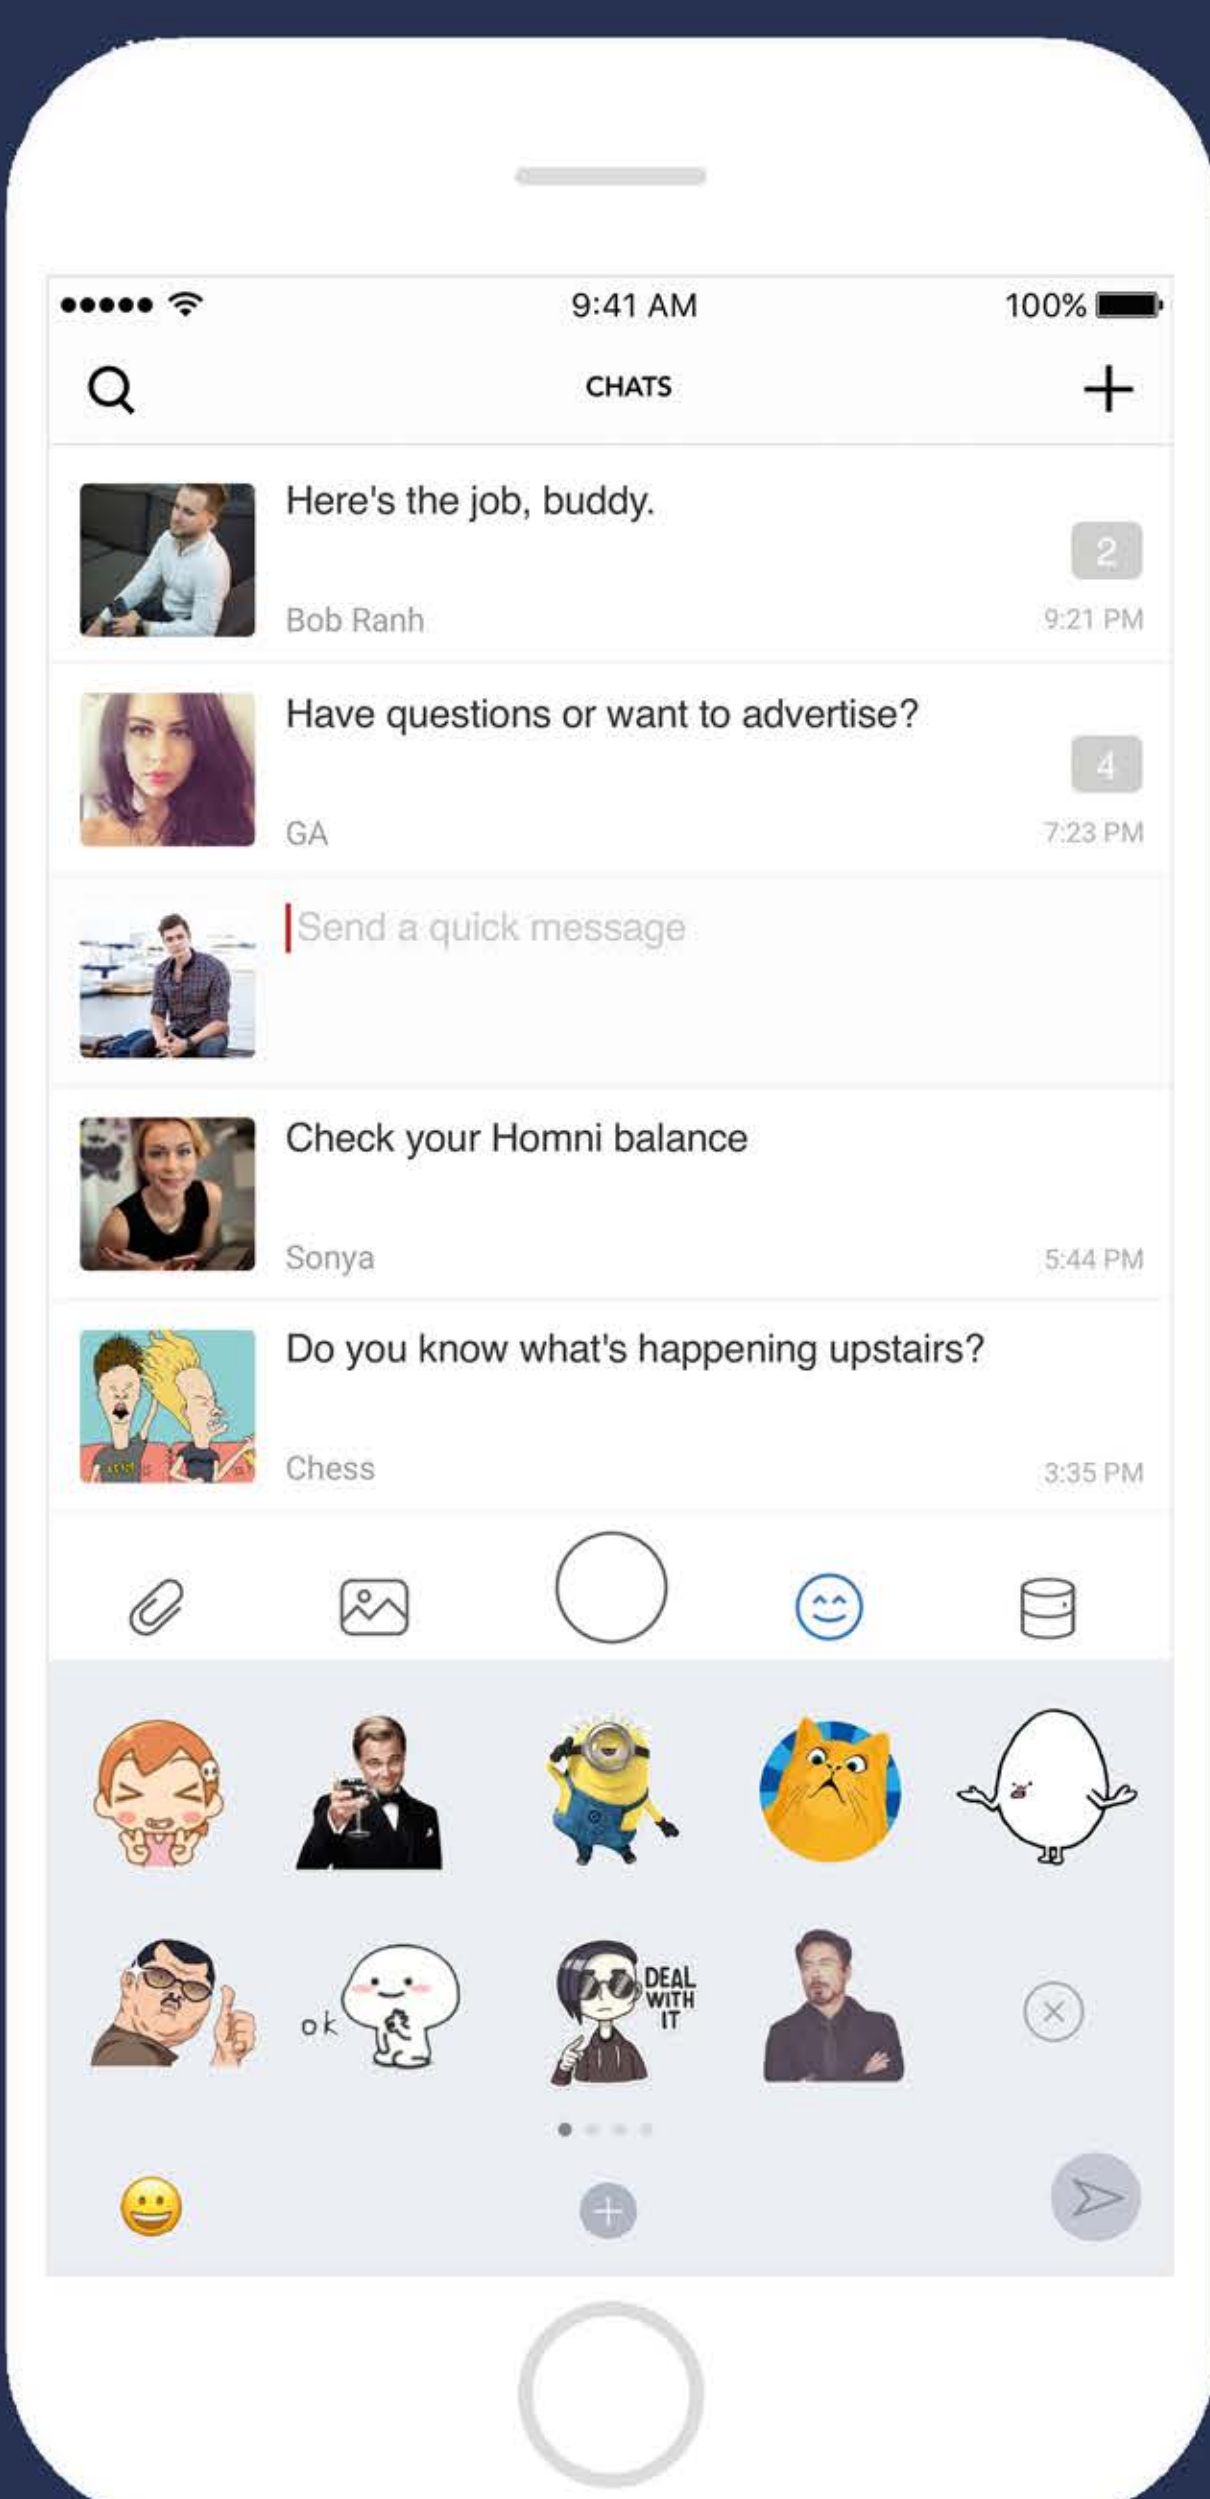 9:41 AM 100%
CHATS
Here's the job, buddy.
2
Bob Ranh 9:21 PM
Have questions or want to advertise?
4
GA 7:23 PM
Send a quick message
Check your Homni balance
Sonya 5:44 PM
Do you know what's happening upstairs?
Chess 3:35 PM
ok
DEAL
WITH
IT